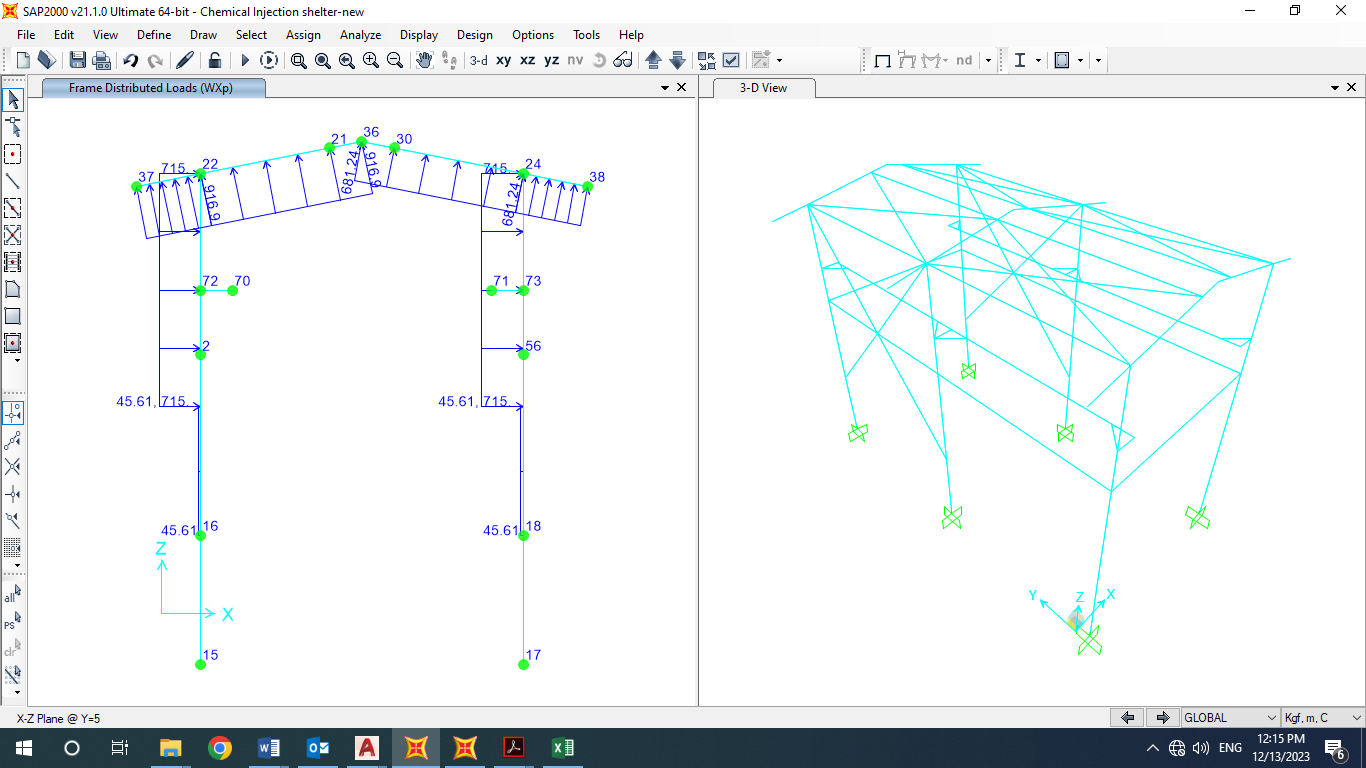 SAP2000 v21.1.0 Ultimate 64-bit - Chemical Injection shelter-new
File Edit View Define Draw Select Assign Analyze Display Design Options Tools Help
3-d xy xz yz nv nd
Frame Distributed Loads (WXp)
3-D View
36
21
30
715.
22
715.
24
37
38
916.9
681.24
916.9
681.24
72
70
71
73
2
56
45.61, 715.
45.61, 715.
45.61
16
45.61
18
Z
X
15
17
Y
Z
X
all
PS
clr
X-Z Plane @ Y=5
GLOBAL
Kgf, m, C
ENG
12:15 PM
12/13/2023
6